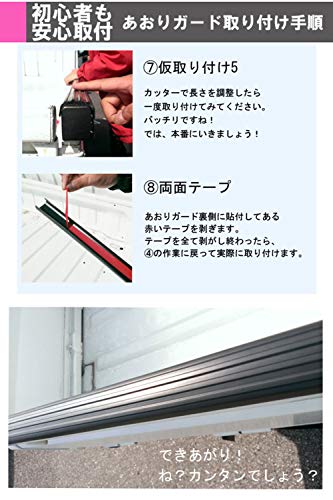 初心者も
安心取付
あおりガード取り付け手順
⑦仮取り付け5
カッターで長さを調整したら
一度取り付けてみてください。
バッチリですね!
では、本番にいきましょう!
⑧両面テープ
あおりガード裏側に貼付してある
赤いテープを剥ぎます。
テープを全て剥がし終わったら、
④の作業に戻って実際に取り付けます。
できあがり!
ね?カンタンでしょう?